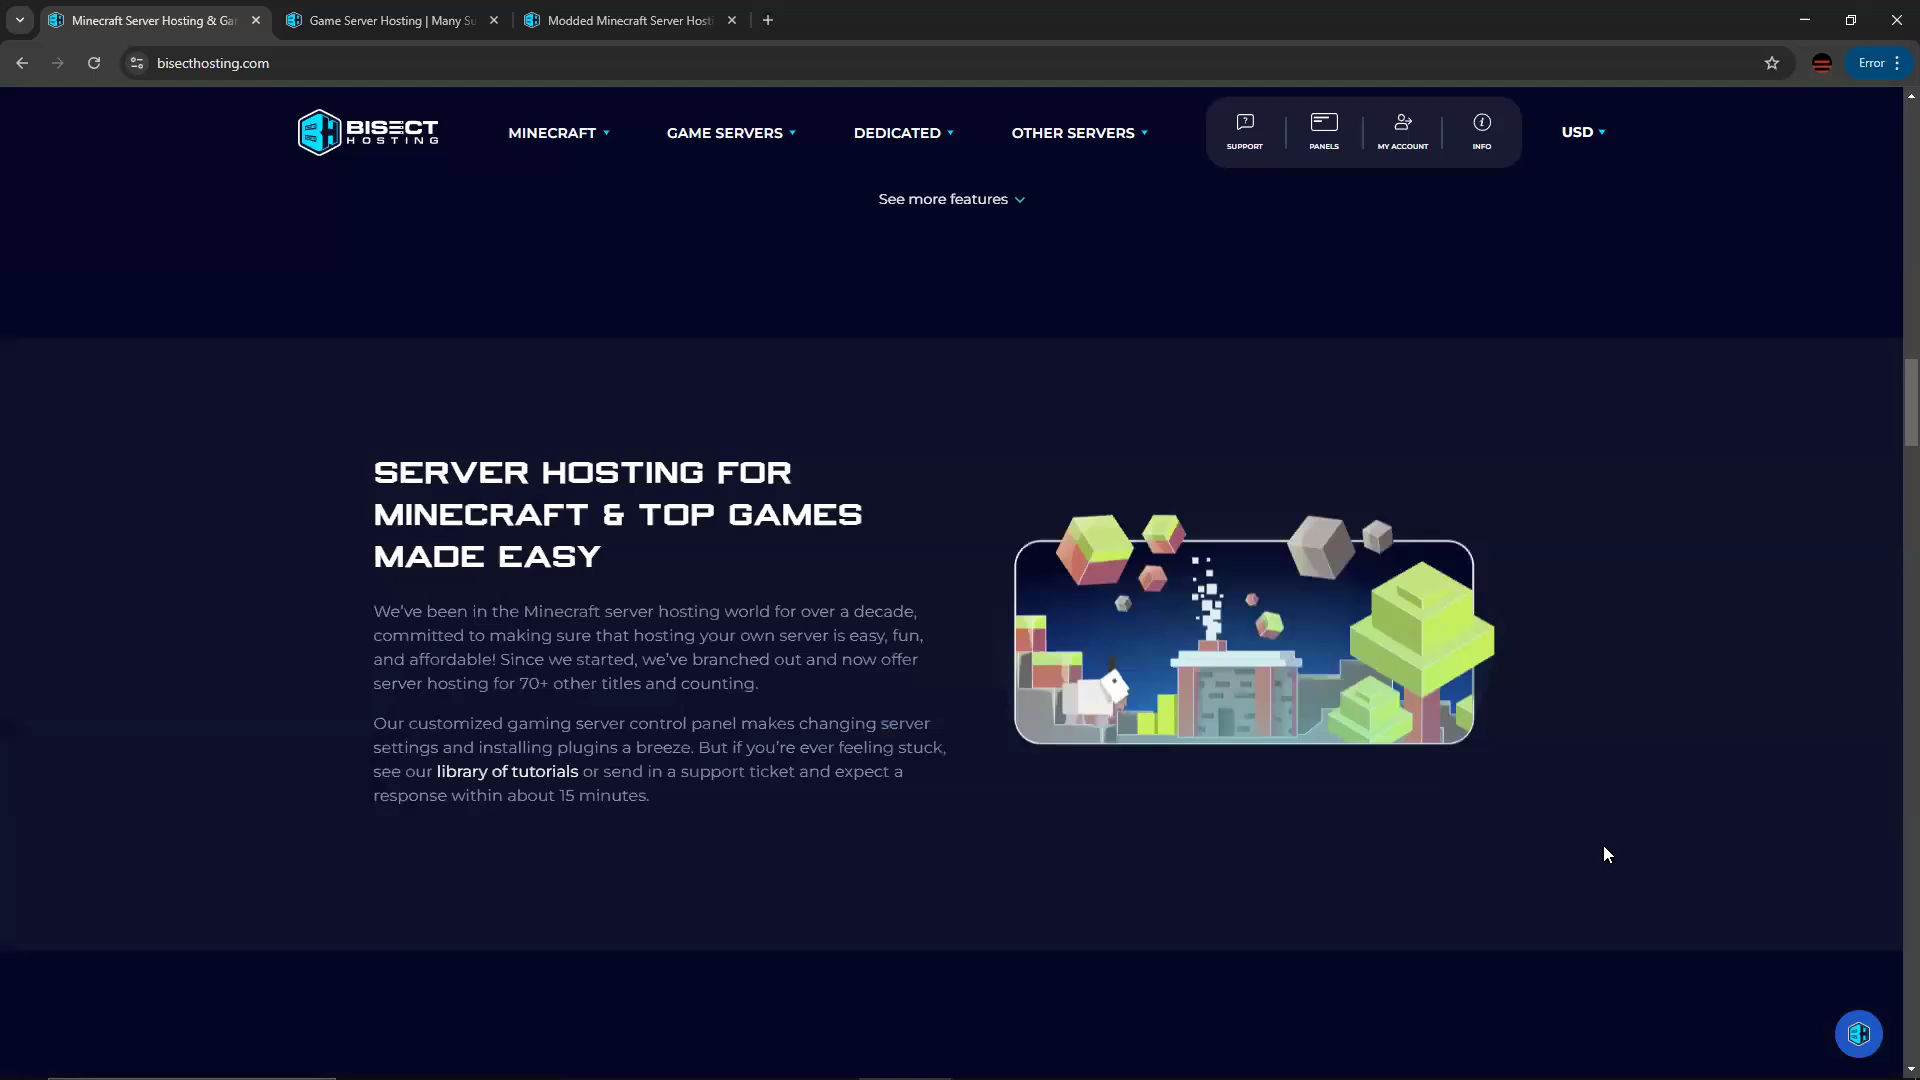 Minecraft Server Hosting & Ga
Game Server Hosting | Many Su
Modded Minecraft Server Hosti
bisecthosting.com
Error
BISECT
HOSTING
MINECRAFT
GAME SERVERS
DEDICATED
OTHER SERVERS
SUPPORT
PANELS
MY ACCOUNT
INFO
USD
See more features
SERVER HOSTING FOR
MINECRAFT & TOP GAMES
MADE EASY
We’ve been in the Minecraft server hosting world for over a decade,
committed to making sure that hosting your own server is easy, fun,
and affordable! Since we started, we’ve branched out and now offer
server hosting for 70+ other titles and counting.
Our customized gaming server control panel makes changing server
settings and installing plugins a breeze. But if you’re ever feeling stuck,
see our library of tutorials or send in a support ticket and expect a
response within about 15 minutes.